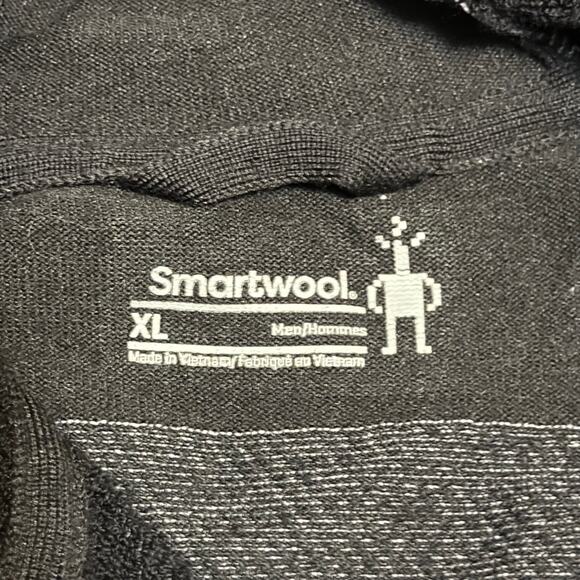 Smartwool.
XL
Men/Hommes
Made in Vietnam/Fabriqué au Vietnam